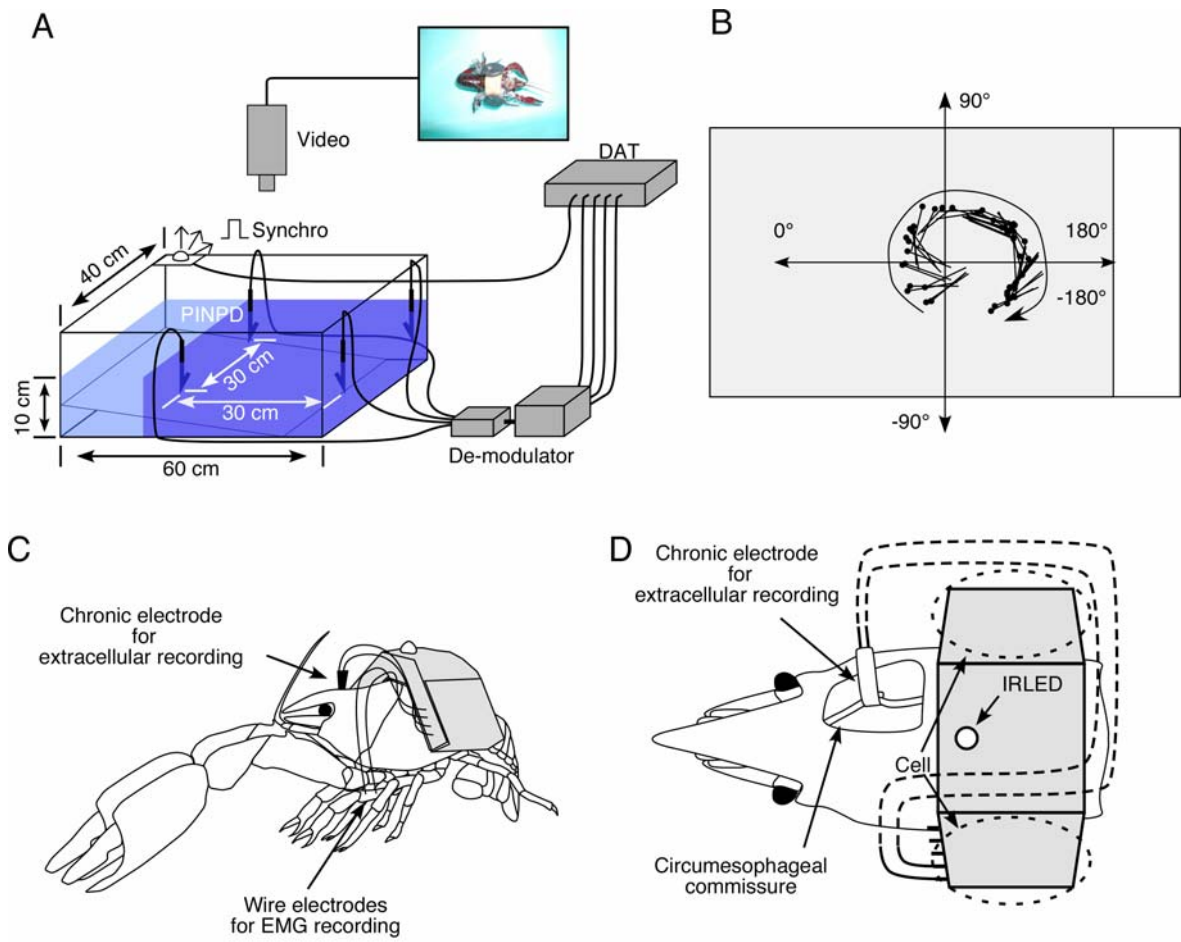 A
Video
DAT
Synchro
40 cm
PINPD
30 cm
30 cm
10 cm
60 cm
De-modulator
B
90°
0°
180°
-180°
-90°
C
Chronic electrode
for
extracellular recording
Wire electrodes
for EMG recording
D
Chronic electrode
for
extracellular recording
IRLED
Cell
Circumesophageal
commissure